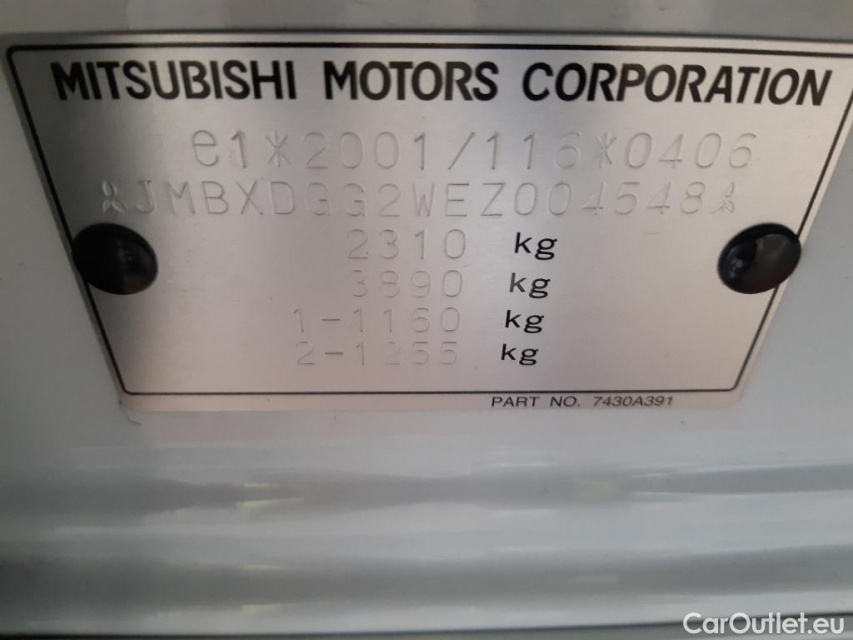 MITSUBISHI MOTORS CORPORATION
e1*2001/116*0406
JMBXDGG2WEZ004548
2310 kg
3890 kg
1-1160 kg
2-1255 kg
PART NO. 7430A391
CarOutlet.eu